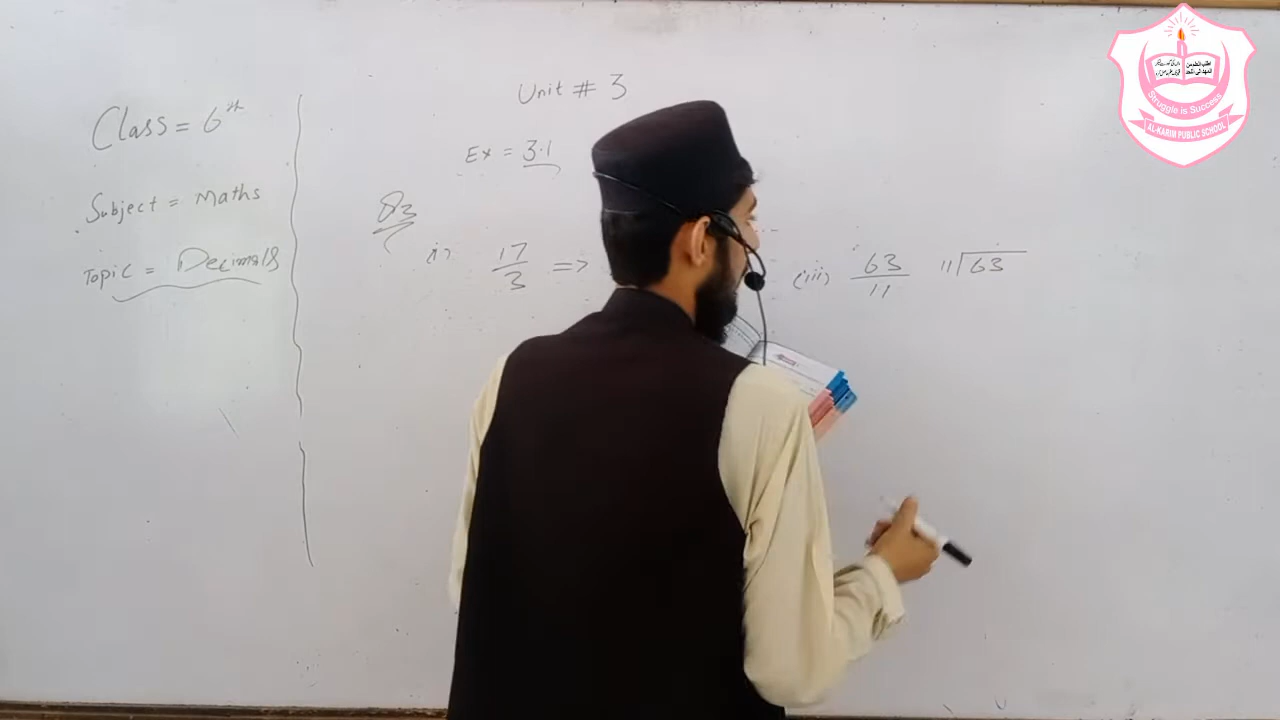 Class = 6th
Subject = Maths
Topic = Decimals
Unit # 3
Ex = 3.1
Q3
17
3
=>
(iii)
63
11
11
63
Struggle is Success
AL-KARIM PUBLIC SCHOOL